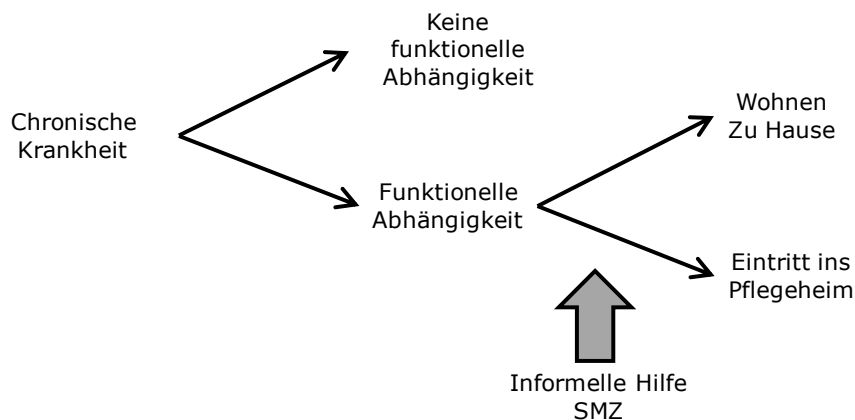 Keine
funktionelle
Abhängigkeit
Chronische
Krankheit
Wohnen
Zu Hause
Funktionelle
Abhängigkeit
Eintritt ins
Pflegeheim
Informelle Hilfe
SMZ